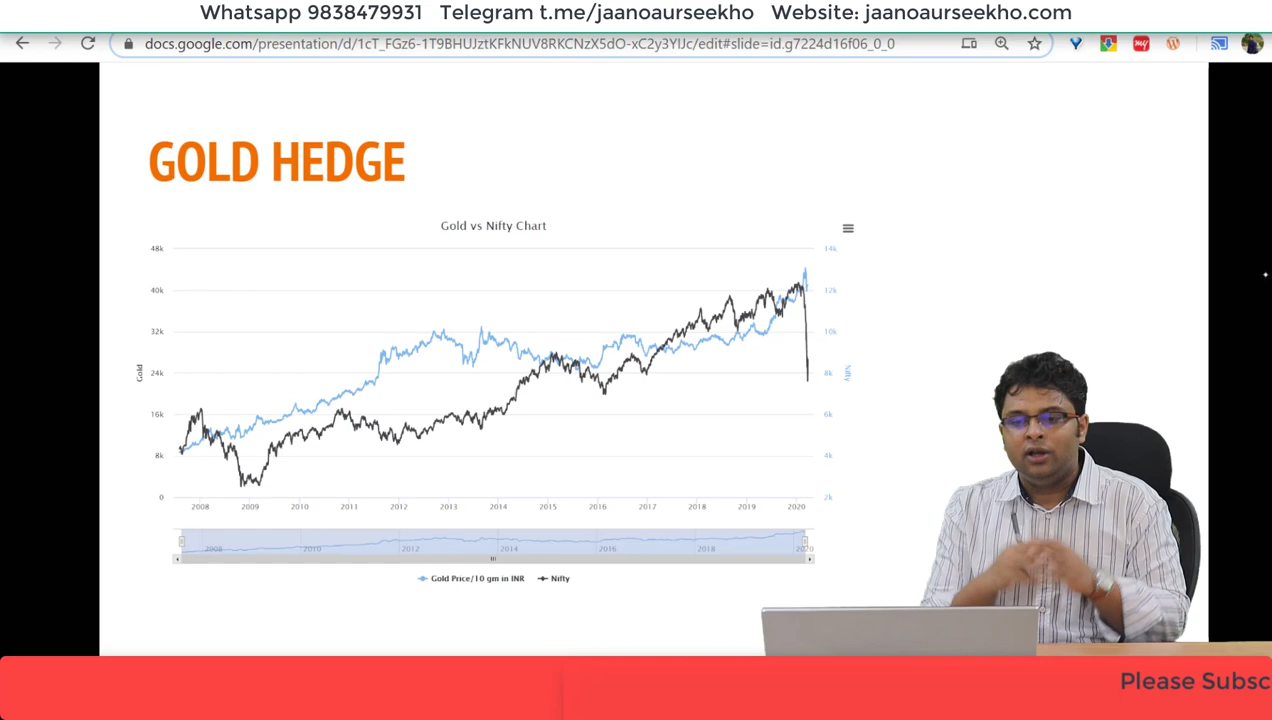 Whatsapp 9838479931 Telegram t.me/jaanoaurseekho Website: jaanoaurseekho.com
docs.google.com/presentation/d/1cT_FGz6-1T9BHUJztKFkNUV8RKCNzX5dO-xC2y3YIJc/edit#slide=id.g7224d16f06_0_0
my
GOLD HEDGE
Gold vs Nifty Chart
48k 14k
40k 12k
32k 10k
Gold 24k 8k Nifty
16k 6k
8k 4k
0 2k
2008 2009 2010 2011 2012 2013 2014 2015 2016 2017 2018 2019 2020
2008 2010 2012 2014 2016 2018 2020
Gold Price/10 gm in INR Nifty
Please Subsc